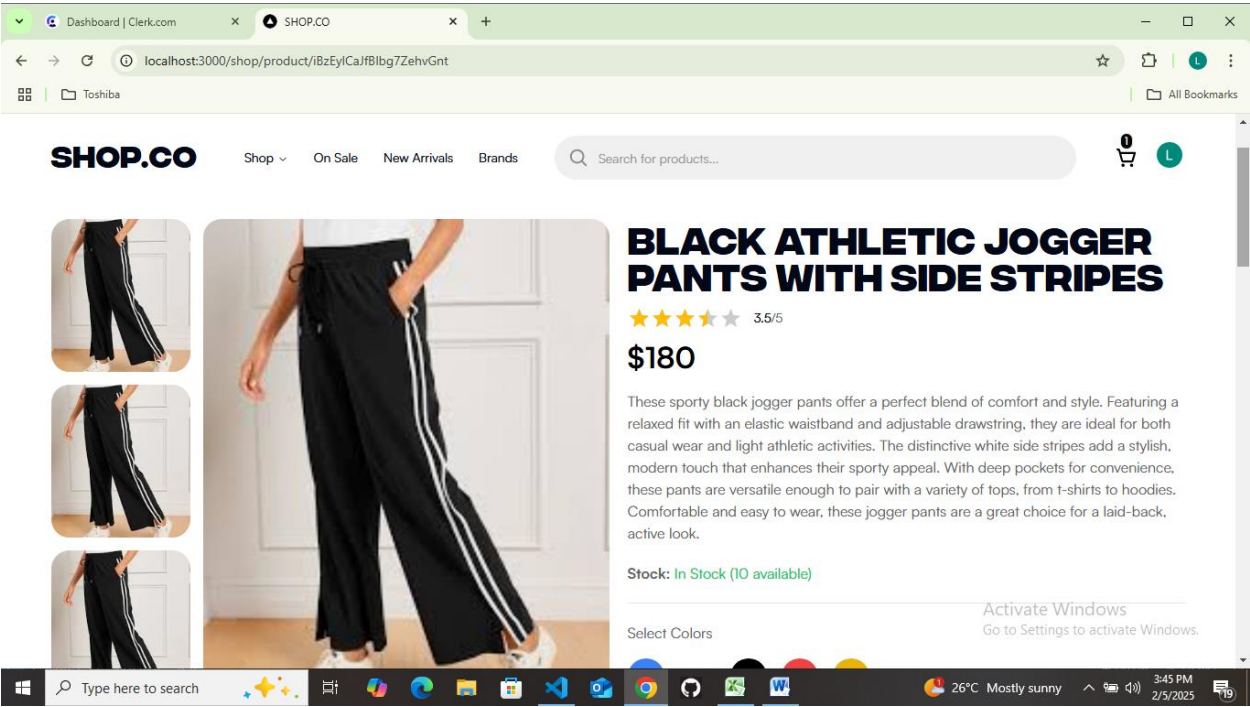 Dashboard | Clerk.com
SHOP.CO
localhost:3000/shop/product/iBzEylCaJfBIbg7ZehvGnt
Toshiba
All Bookmarks
L
SHOP.CO
Shop
On Sale
New Arrivals
Brands
Search for products...
1
L
BLACK ATHLETIC JOGGER
PANTS WITH SIDE STRIPES
3.5/5
$180
These sporty black jogger pants offer a perfect blend of comfort and style. Featuring a
relaxed fit with an elastic waistband and adjustable drawstring, they are ideal for both
casual wear and light athletic activities. The distinctive white side stripes add a stylish,
modern touch that enhances their sporty appeal. With deep pockets for convenience,
these pants are versatile enough to pair with a variety of tops, from t-shirts to hoodies.
Comfortable and easy to wear, these jogger pants are a great choice for a laid-back,
active look.
Stock: In Stock (10 available)
Activate Windows
Go to Settings to activate Windows.
Select Colors
Type here to search
1
26°C Mostly sunny
3:45 PM
2/5/2025
19